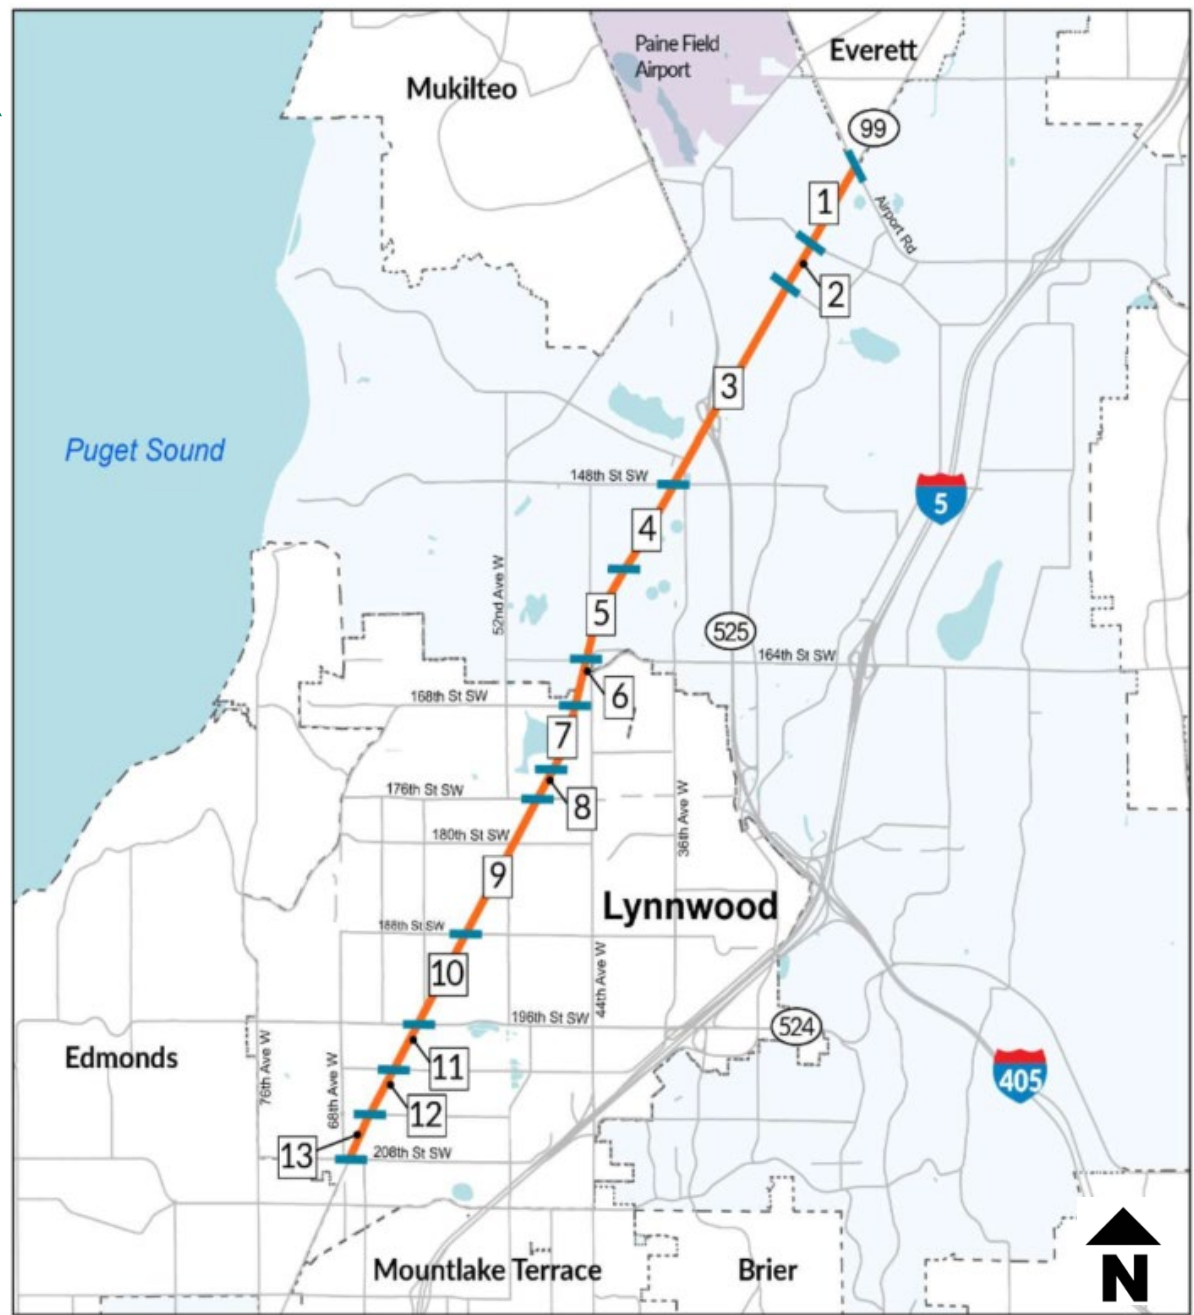 Paine Field
Airport
Everett
Mukilteo
99
1
Airport Rd
2
3
Puget Sound
148th St SW
5
4
52nd Ave W
5
525
164th St SW
6
168th St SW
7
176th St SW
8
36th Ave W
180th St SW
9
Lynnwood
188th St SW
44th Ave W
10
196th St SW
524
Edmonds
76th Ave W
68th Ave W
11
405
12
13
208th St SW
Mountlake Terrace
Brier
N